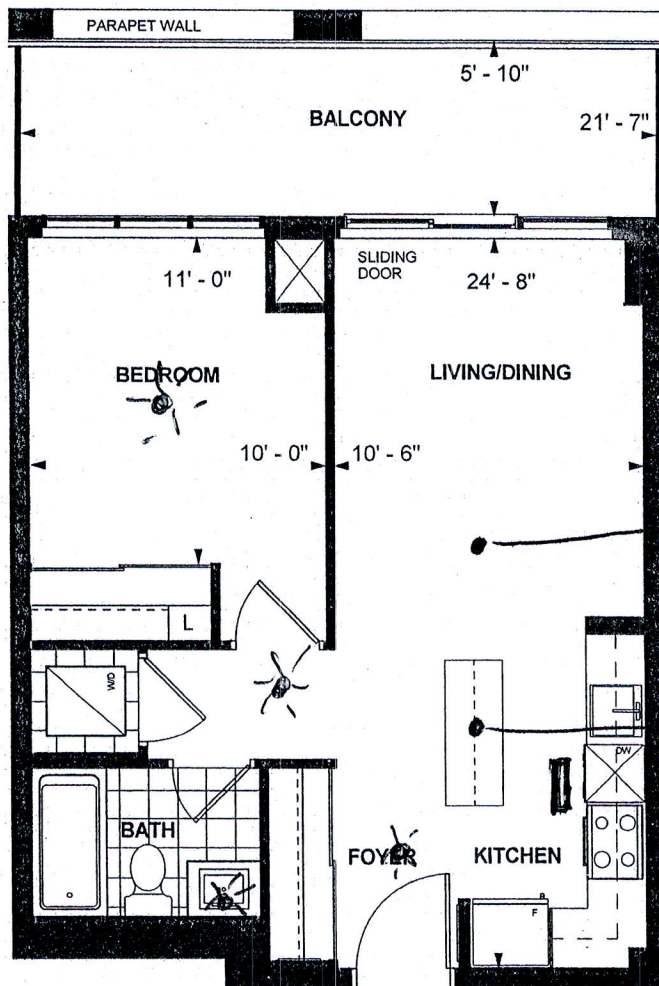 PARAPET WALL
5' - 10"
BALCONY
21' - 7"
SLIDING
DOOR
11' - 0"
24' - 8"
BEDROOM
LIVING/DINING
10' - 0"
10' - 6"
L
W/D
DW
BATH
FOYER
KITCHEN
F